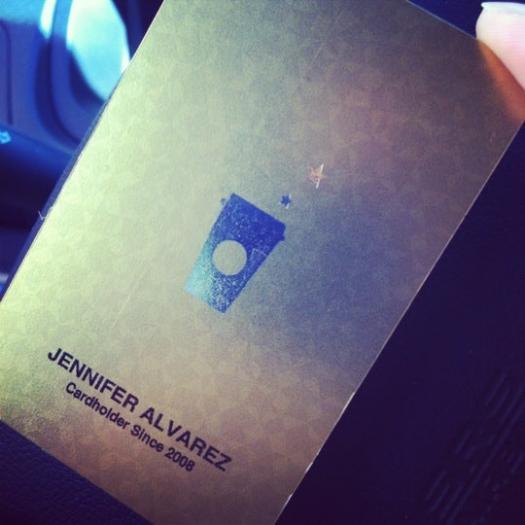 JENNIFER ALVAREZ
Cardholder Since 2008